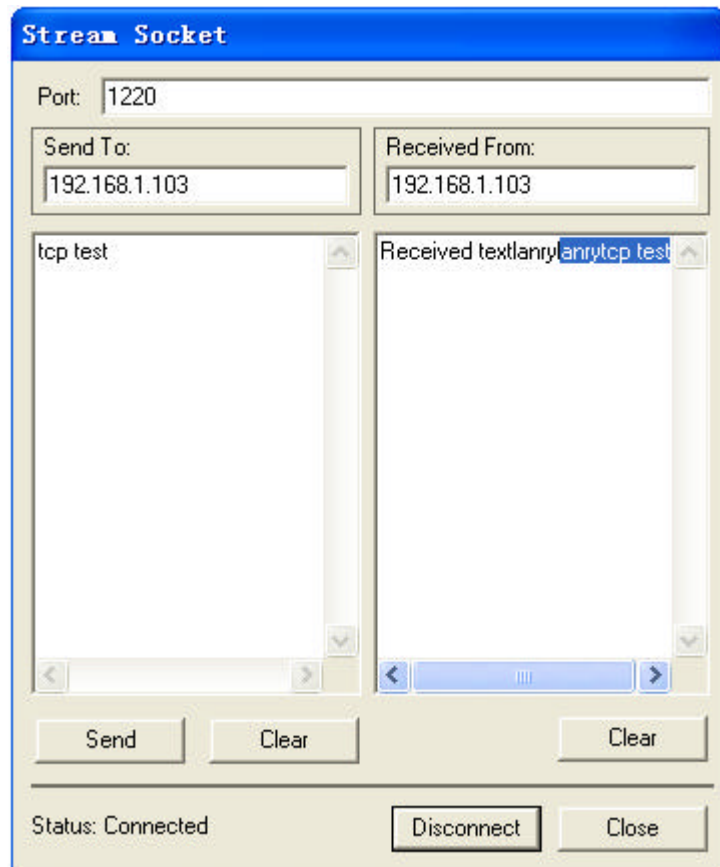 Stream Socket
Port: 1220
Send To:
192.168.1.103
Received From:
192.168.1.103
tcp test
Received textlanrylanrytcp test
Send
Clear
Clear
Status: Connected
Disconnect
Close